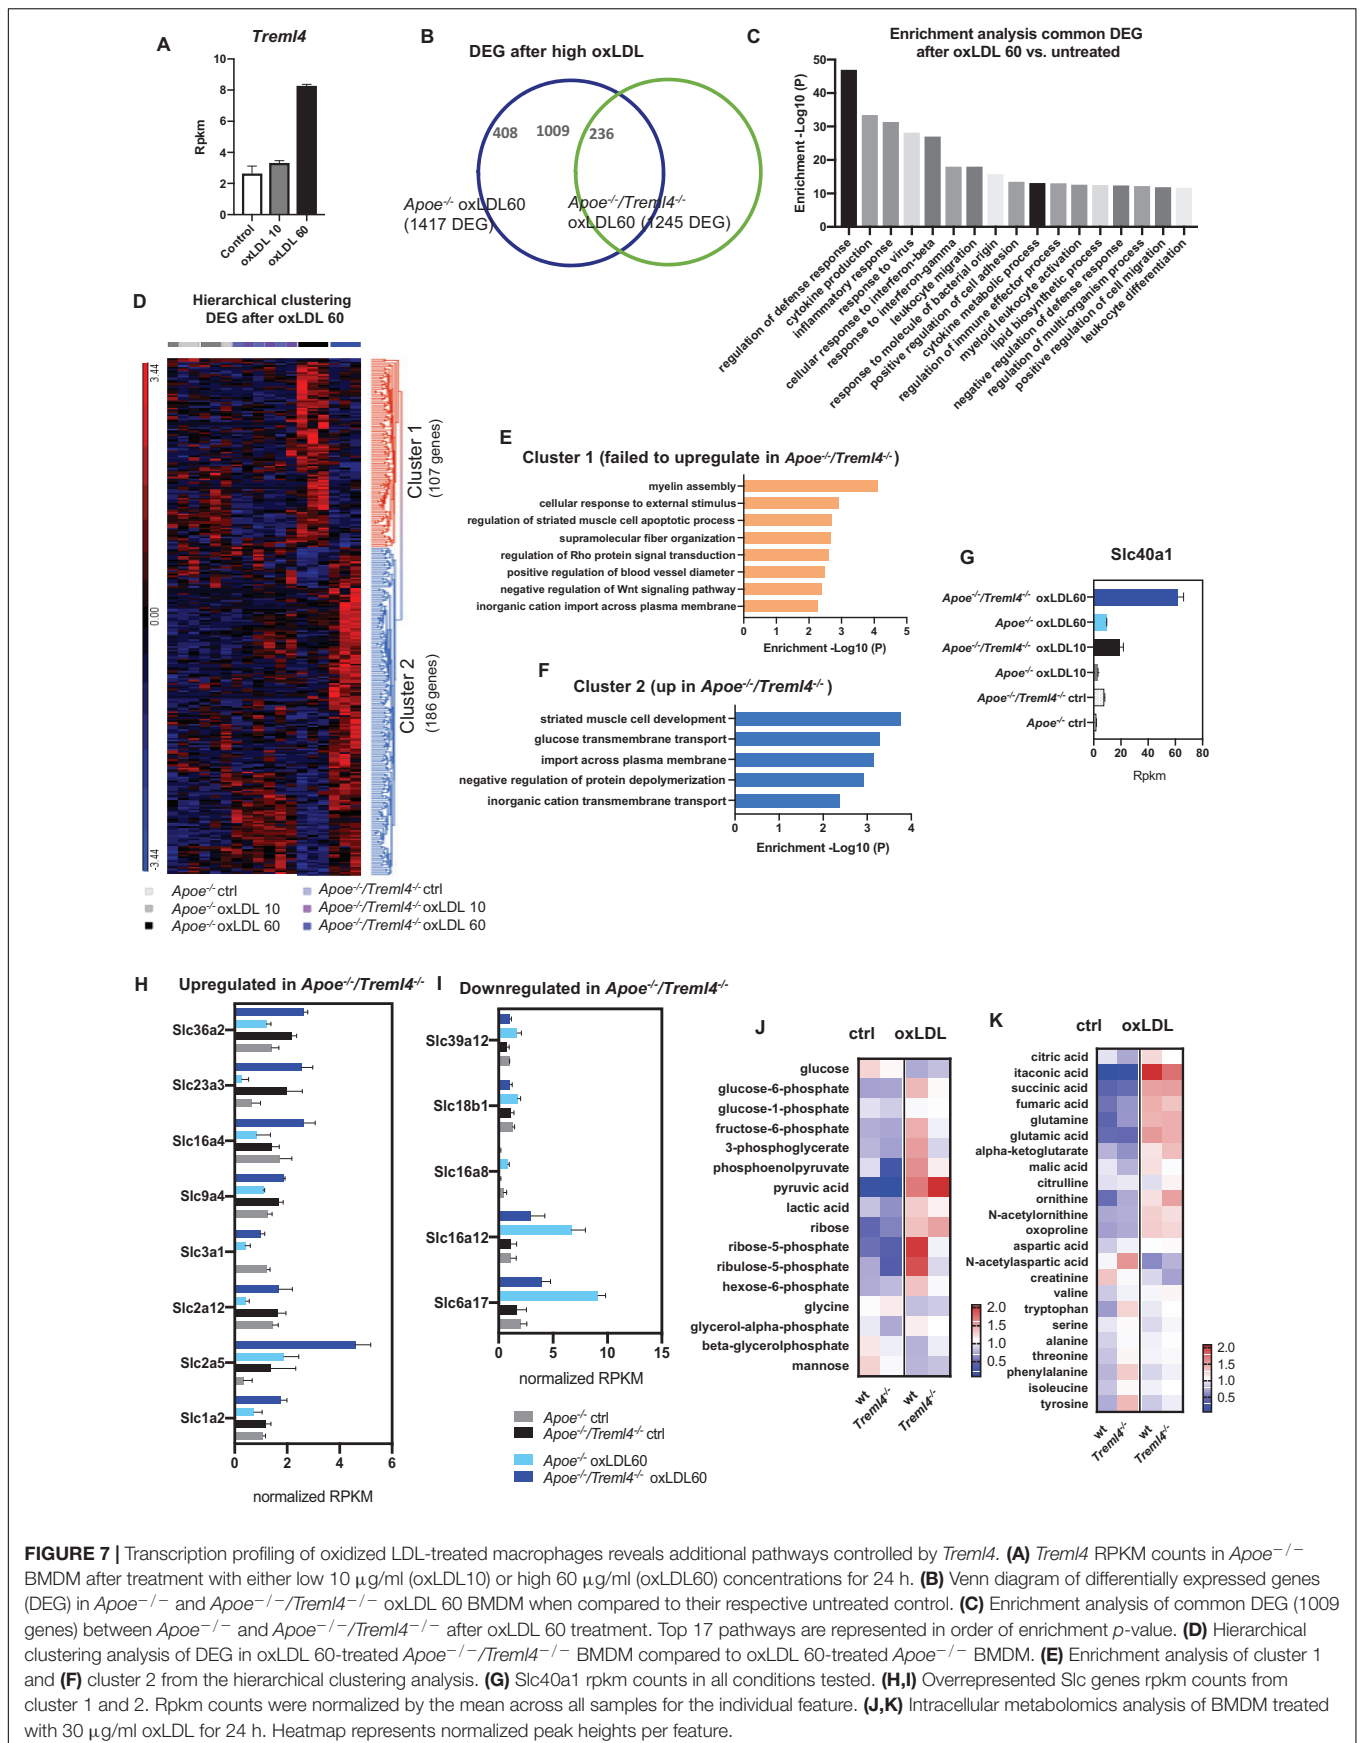 A
Treml4
10
8
6
4
2
0
Rpkm
Control
oxLDL 10
oxLDL 60
B
DEG after high oxLDL
408
1009
236
Apoe-/- oxLDL60
(1417 DEG)
Apoe-/-/Treml4-/-
oxLDL60 (1245 DEG)
C
Enrichment analysis common DEG
after oxLDL 60 vs. untreated
50
40
30
20
10
0
Enrichment -Log10 (P)
regulation of defense response
cytokine production
inflammatory response
response to virus
cellular response to interferon-beta
response to interferon-gamma
leukocyte migration
response to molecule of bacterial origin
positive regulation of cell adhesion
cytokine metabolic process
regulation of immune effector process
myeloid leukocyte activation
lipid biosynthetic process
negative regulation of defense response
regulation of multi-organism process
positive regulation of cell migration
leukocyte differentiation
D
Hierarchical clustering
DEG after oxLDL 60
3.44
0.00
-3.44
Cluster 1
(107 genes)
Cluster 2
(186 genes)
Apoe-/- ctrl
Apoe-/- oxLDL 10
Apoe-/- oxLDL 60
Apoe-/-/Treml4-/- ctrl
Apoe-/-/Treml4-/- oxLDL 10
Apoe-/-/Treml4-/- oxLDL 60
E
Cluster 1 (failed to upregulate in Apoe-/-/Treml4-/-)
myelin assembly
cellular response to external stimulus
regulation of striated muscle cell apoptotic process
supramolecular fiber organization
regulation of Rho protein signal transduction
positive regulation of blood vessel diameter
negative regulation of Wnt signaling pathway
inorganic cation import across plasma membrane
0 1 2 3 4 5
Enrichment -Log10 (P)
F
Cluster 2 (up in Apoe-/-/Treml4-/- )
striated muscle cell development
glucose transmembrane transport
import across plasma membrane
negative regulation of protein depolymerization
inorganic cation transmembrane transport
0 1 2 3 4
Enrichment -Log10 (P)
G
Slc40a1
Apoe-/-/Treml4-/- oxLDL60
Apoe-/- oxLDL60
Apoe-/-/Treml4-/- oxLDL10
Apoe-/- oxLDL10
Apoe-/-/Treml4-/- ctrl
Apoe-/- ctrl
0 20 40 60 80
Rpkm
H
Upregulated in Apoe-/-/Treml4-/-
Slc36a2
Slc23a3
Slc16a4
Slc9a4
Slc3a1
Slc2a12
Slc2a5
Slc1a2
0 2 4 6
normalized RPKM
I
Downregulated in Apoe-/-/Treml4-/-
Slc39a12
Slc18b1
Slc16a8
Slc16a12
Slc6a17
0 5 10 15
normalized RPKM
Apoe-/- ctrl
Apoe-/-/Treml4-/- ctrl
Apoe-/- oxLDL60
Apoe-/-/Treml4-/- oxLDL60
J
ctrl oxLDL
glucose
glucose-6-phosphate
glucose-1-phosphate
fructose-6-phosphate
3-phosphoglycerate
phosphoenolpyruvate
pyruvic acid
lactic acid
ribose
ribose-5-phosphate
ribulose-5-phosphate
hexose-6-phosphate
glycine
glycerol-alpha-phosphate
beta-glycerolphosphate
mannose
wt
Treml4-/-
wt
Treml4-/-
2.0
1.5
1.0
0.5
K
ctrl oxLDL
citric acid
itaconic acid
succinic acid
fumaric acid
glutamine
glutamic acid
alpha-ketoglutarate
malic acid
citrulline
ornithine
N-acetylornithine
oxoproline
aspartic acid
N-acetylaspartic acid
creatinine
valine
tryptophan
serine
alanine
threonine
phenylalanine
isoleucine
tyrosine
wt
Treml4-/-
wt
Treml4-/-
2.0
1.5
1.0
0.5
FIGURE 7 | Transcription profiling of oxidized LDL-treated macrophages reveals additional pathways controlled by Treml4. (A) Treml4 RPKM counts in Apoe−/−
BMDM after treatment with either low 10 μg/ml (oxLDL10) or high 60 μg/ml (oxLDL60) concentrations for 24 h. (B) Venn diagram of differentially expressed genes
(DEG) in Apoe−/− and Apoe−/−/Treml4−/− oxLDL 60 BMDM when compared to their respective untreated control. (C) Enrichment analysis of common DEG (1009
genes) between Apoe−/− and Apoe−/−/Treml4−/− after oxLDL 60 treatment. Top 17 pathways are represented in order of enrichment p-value. (D) Hierarchical
clustering analysis of DEG in oxLDL 60-treated Apoe−/−/Treml4−/− BMDM compared to oxLDL 60-treated Apoe−/− BMDM. (E) Enrichment analysis of cluster 1
and (F) cluster 2 from the hierarchical clustering analysis. (G) Slc40a1 rpkm counts in all conditions tested. (H,I) Overrepresented Slc genes rpkm counts from
cluster 1 and 2. Rpkm counts were normalized by the mean across all samples for the individual feature. (J,K) Intracellular metabolomics analysis of BMDM treated
with 30 μg/ml oxLDL for 24 h. Heatmap represents normalized peak heights per feature.